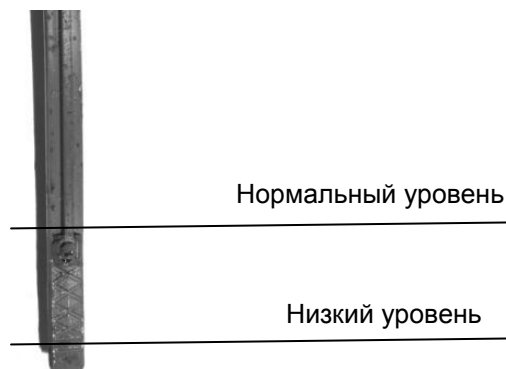 Нормальный уровень
Низкий уровень